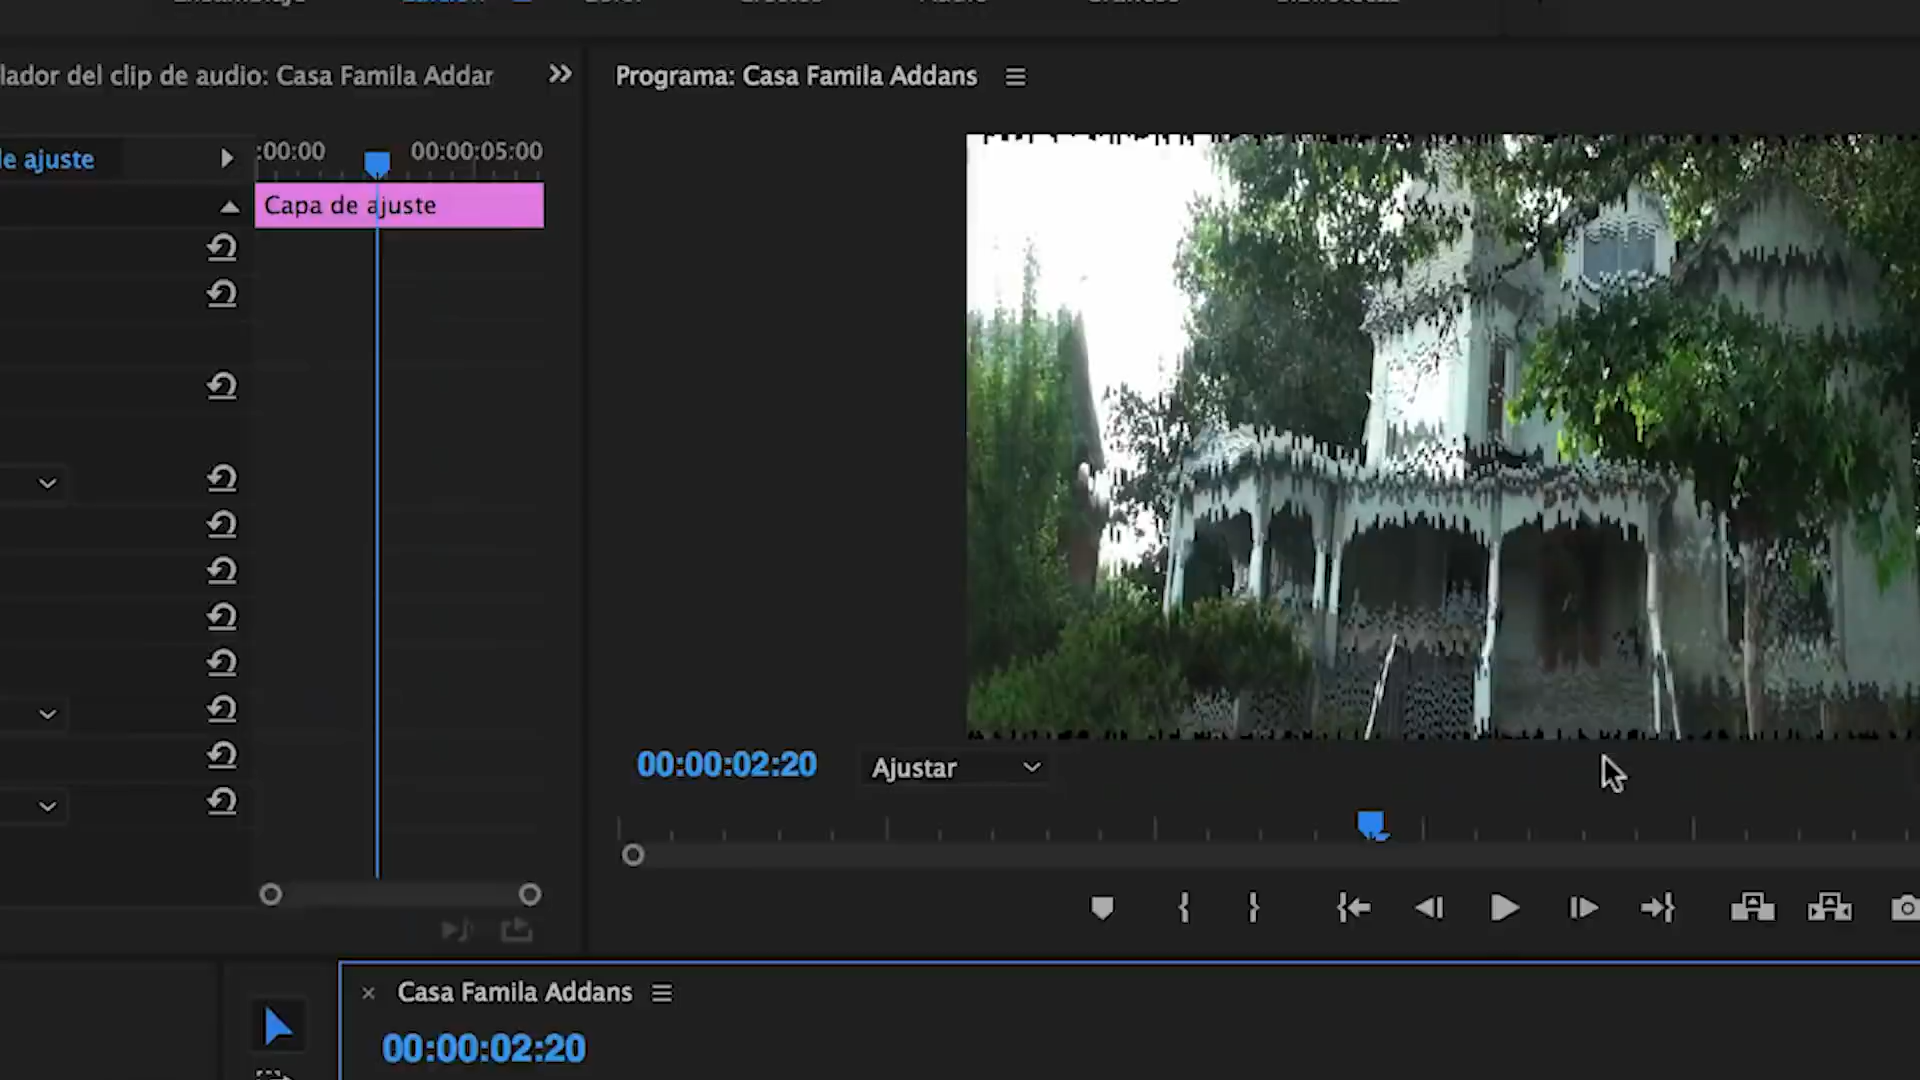 Edición
lador del clip de audio: Casa Famila Addar
Programa: Casa Famila Addans
:00:00
00:00:05:00
e ajuste
Capa de ajuste
00:00:02:20
Ajustar
Casa Famila Addans
00:00:02:20